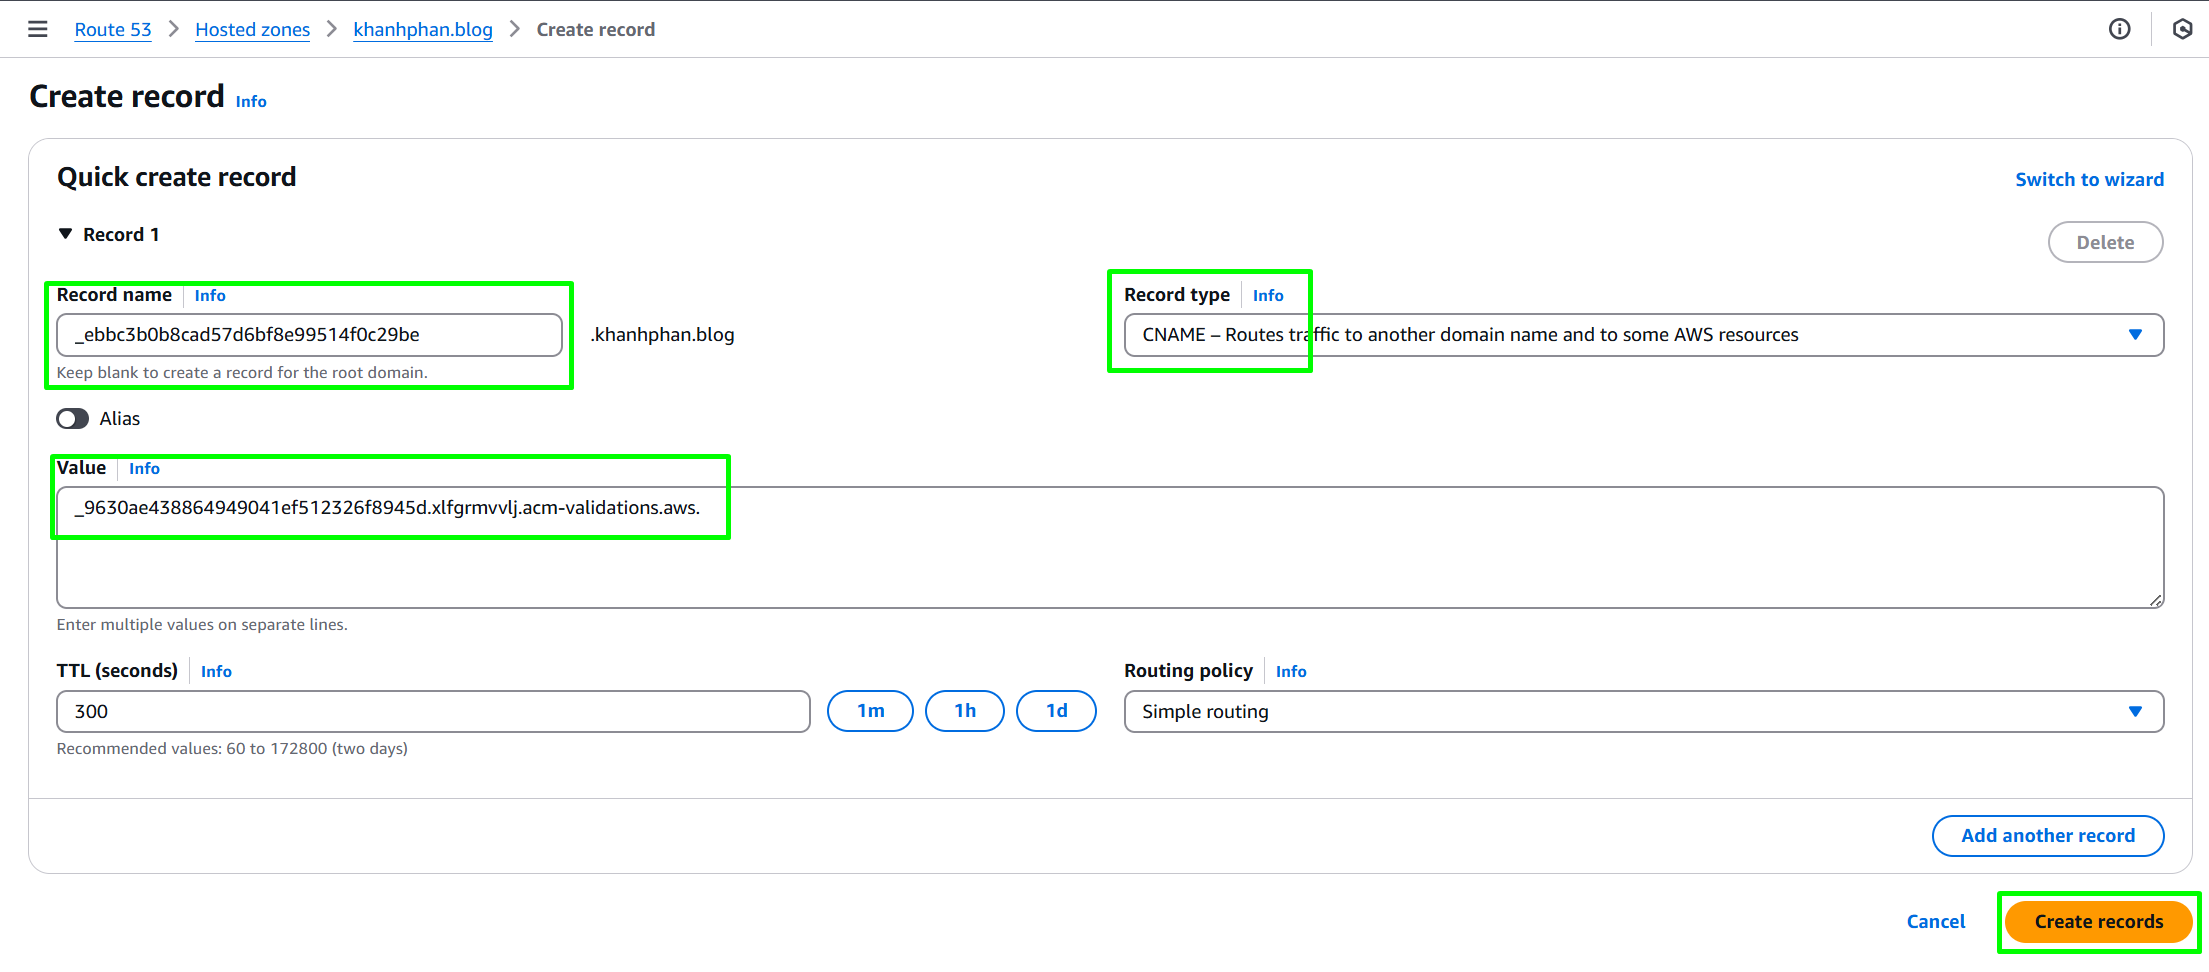 Route 53 > Hosted zones > khanhphan.blog > Create record
Create record Info
Quick create record
Switch to wizard
Record 1
Delete
Record name Info
Record type Info
_ebbc3b0b8cad57d6bf8e99514f0c29be .khanhphan.blog
CNAME – Routes traffic to another domain name and to some AWS resources
Keep blank to create a record for the root domain.
Alias
Value Info
_9630ae438864949041ef512326f8945d.xlfgrmvvlj.acm-validations.aws.
Enter multiple values on separate lines.
TTL (seconds) Info
Routing policy Info
300 1m 1h 1d
Simple routing
Recommended values: 60 to 172800 (two days)
Add another record
Cancel Create records